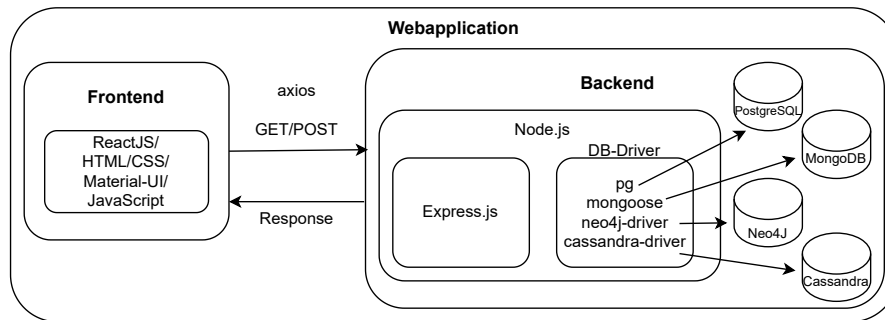 Webapplication
Frontend
ReactJS/
HTML/CSS/
Material-UI/
JavaScript
axios
GET/POST
Response
Backend
Node.js
Express.js
DB-Driver
pg
mongoose
neo4j-driver
cassandra-driver
PostgreSQL
MongoDB
Neo4J
Cassandra